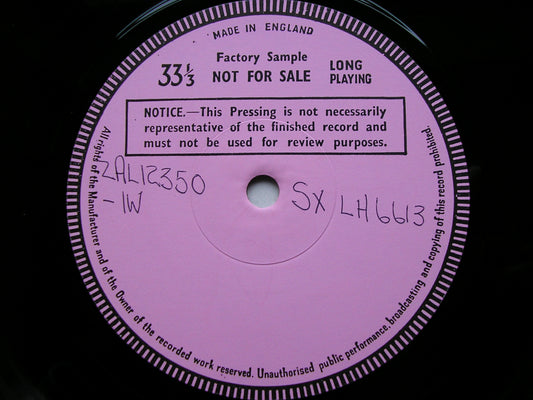 MADE IN ENGLAND
Factory Sample
33⅓ NOT FOR SALE LONG PLAYING
NOTICE.—This Pressing is not necessarily
representative of the finished record and
must not be used for review purposes.
ZAL12350
-1W
SX LH6613
All rights of the Manufacturer and of the Owner of the recorded work reserved. Unauthorised public performance, broadcasting and copying of this record prohibited.